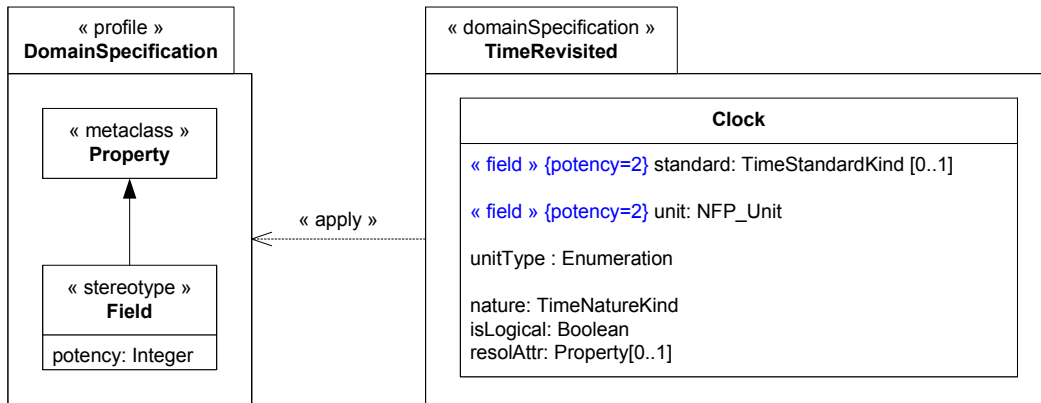 « profile »
DomainSpecification
« metaclass »
Property
« stereotype »
Field
potency: Integer
« apply »
« domainSpecification »
TimeRevisited
Clock
« field » {potency=2} standard: TimeStandardKind [0..1]
« field » {potency=2} unit: NFP_Unit
unitType : Enumeration
nature: TimeNatureKind
isLogical: Boolean
resolAttr: Property[0..1]